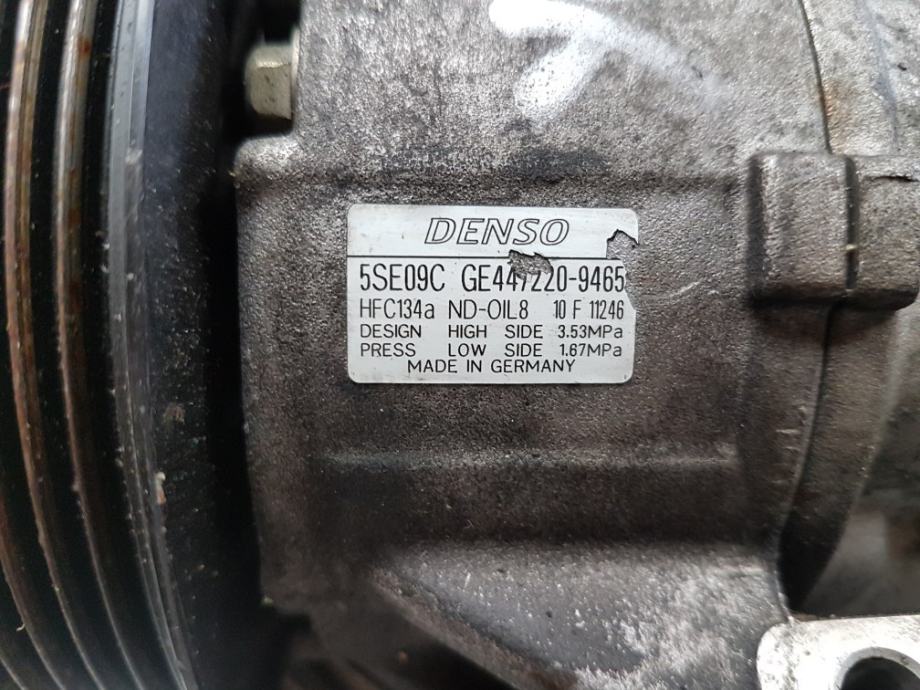 DENSO
5SE09C GE447220-9465
HFC134a ND-OIL8 10 F 11246
DESIGN HIGH SIDE 3.53MPa
PRESS LOW SIDE 1.67MPa
MADE IN GERMANY